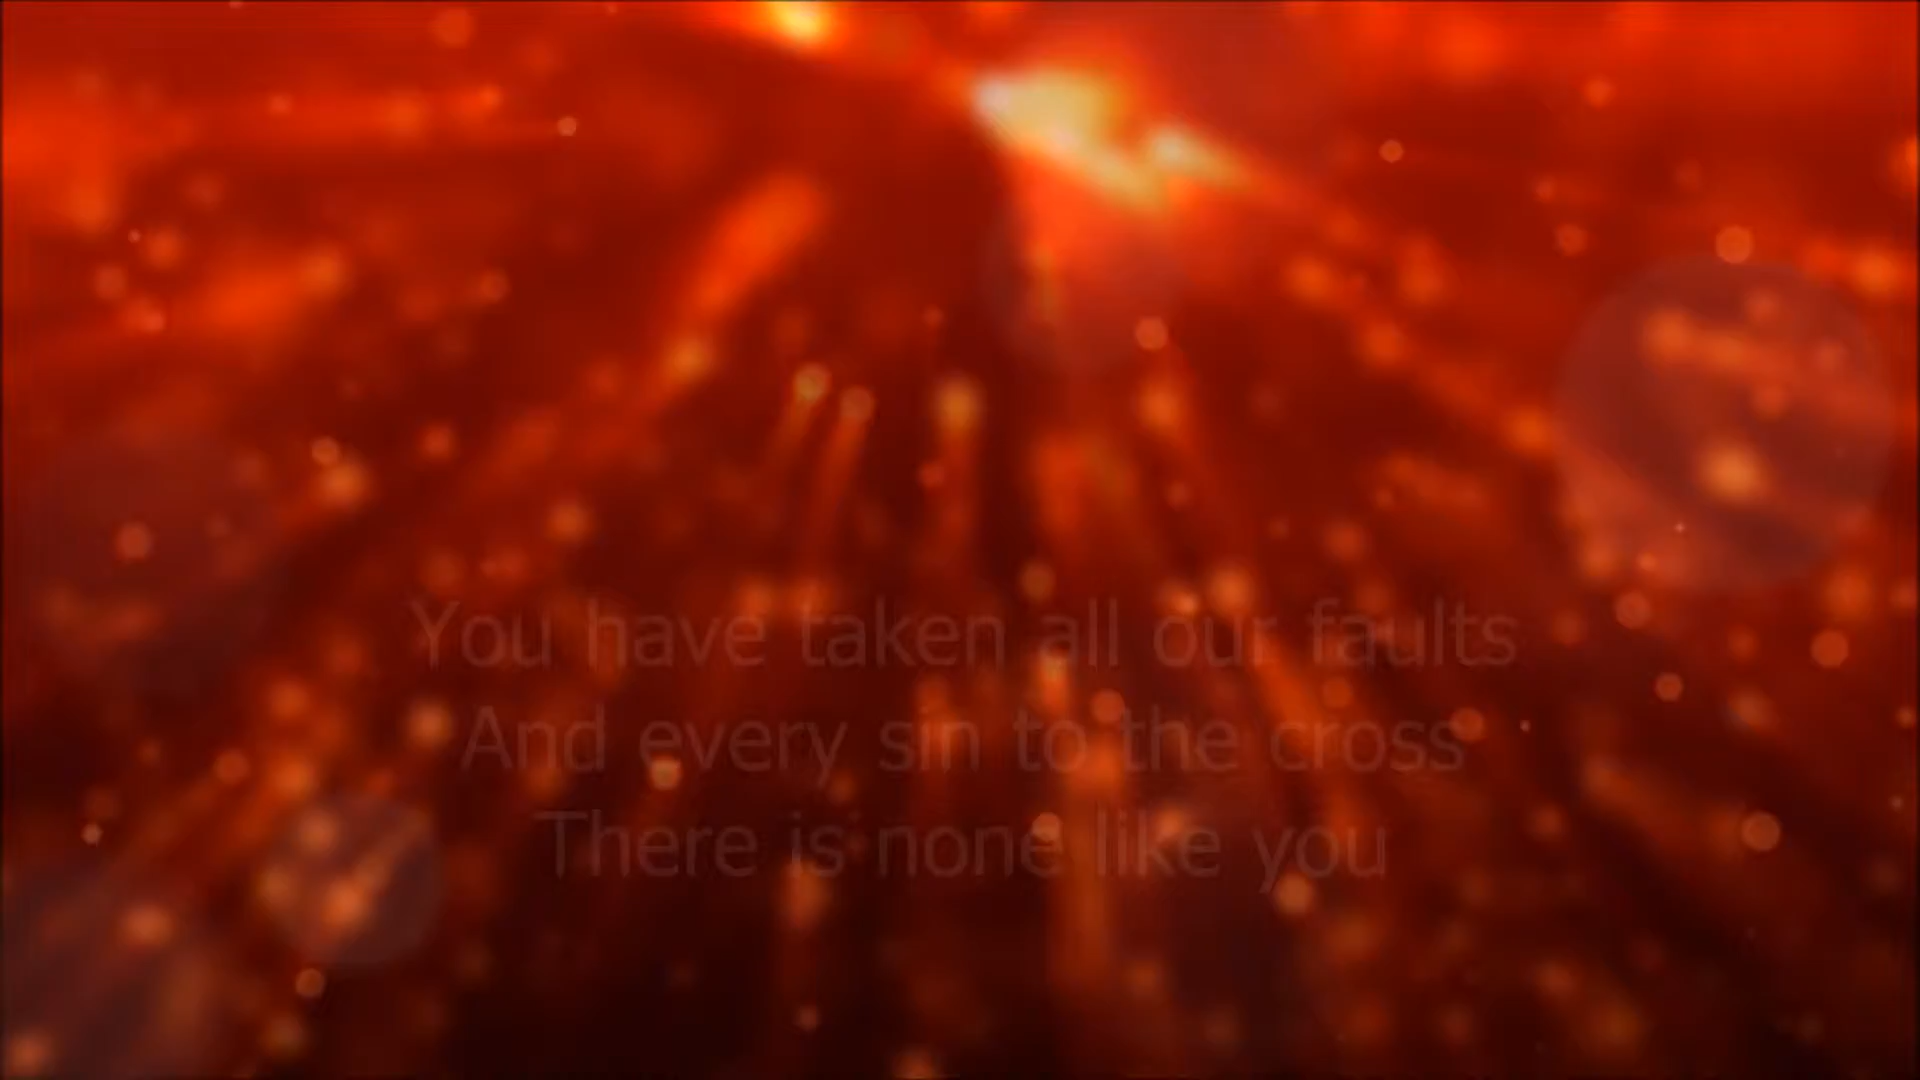 You have taken all our faults
And every sin to the cross
There is none like you